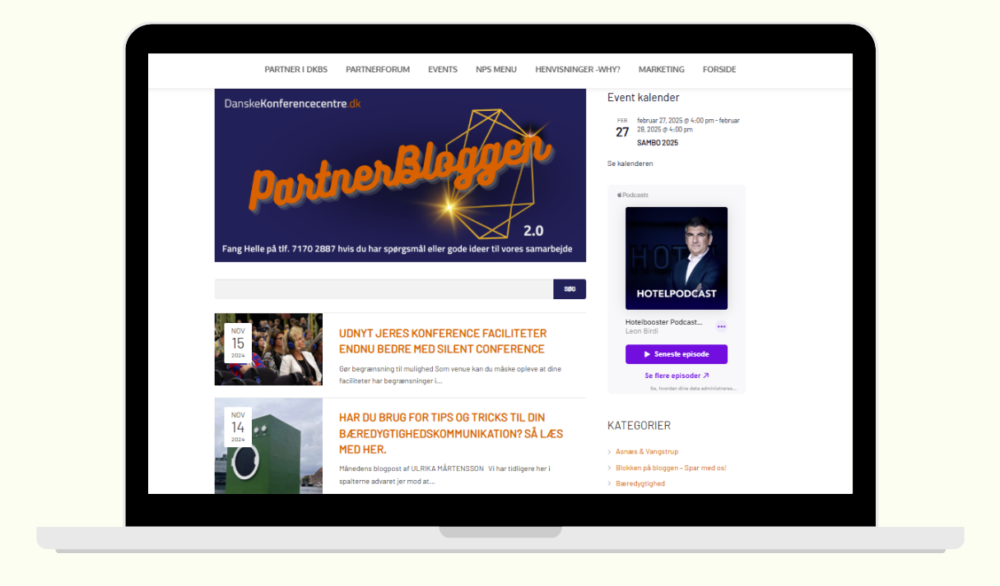 PARTNER I DKBS PARTNERFORUM EVENTS NPS MENU HENVISNINGER -WHY? MARKETING FORSIDE
DanskeKonferencecentre.dk
PartnerBloggen
2.0
Fang Helle på tlf. 7170 2887 hvis du har spørgsmål eller gode ideer til vores samarbejde
SØG
NOV
15
2024
UDNYT JERES KONFERENCE FACILITETER
ENDNU BEDRE MED SILENT CONFERENCE
Gør begrænsning til mulighed Som venue kan du måske opleve at dine
faciliteter har begrænsninger i...
NOV
14
2024
HAR DU BRUG FOR TIPS OG TRICKS TIL DIN
BÆREDYGTIGHEDSKOMMUNIKATION? SÅ LÆS
MED HER.
Månedens blogpost af ULRIKA MÅRTENSSON Vi har tidligere her i
spalterne advaret jer mod at...
Event kalender
FEB
27
februar 27, 2025 @ 4:00 pm - februar
28, 2025 @ 4:00 pm
SAMBO 2025
Se kalenderen
Podcasts
HOT
HOTELPODCAST
Hotelbooster Podcast...
Leon Birdi
Seneste episode
Se flere episoder
Se, hvordan dine data administreres...
KATEGORIER
Asnæs & Vangstrup
Blokken på bloggen – Spar med os!
Bæredygtighed